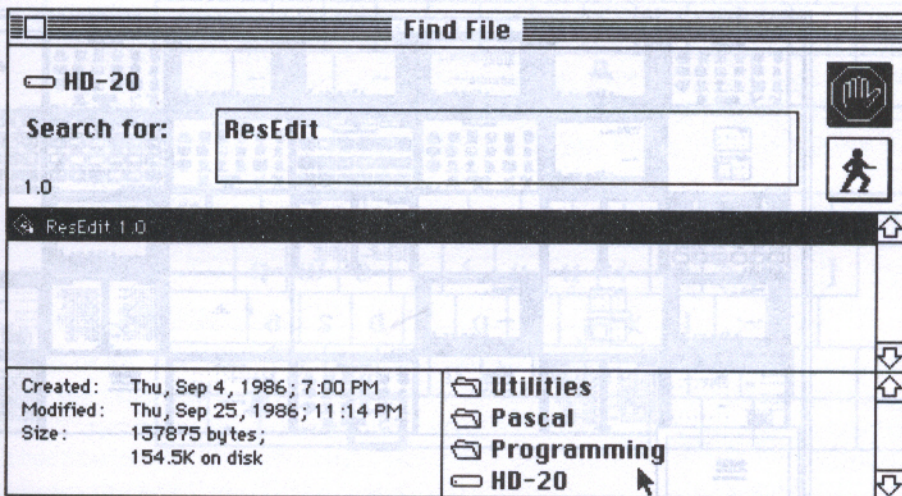 Find File
HD-20
Search for: ResEdit
1.0
ResEdit 1.0
Created: Thu, Sep 4, 1986; 7:00 PM
Modified: Thu, Sep 25, 1986; 11:14 PM
Size: 157875 bytes;
154.5K on disk
Utilities
Pascal
Programming
HD-20